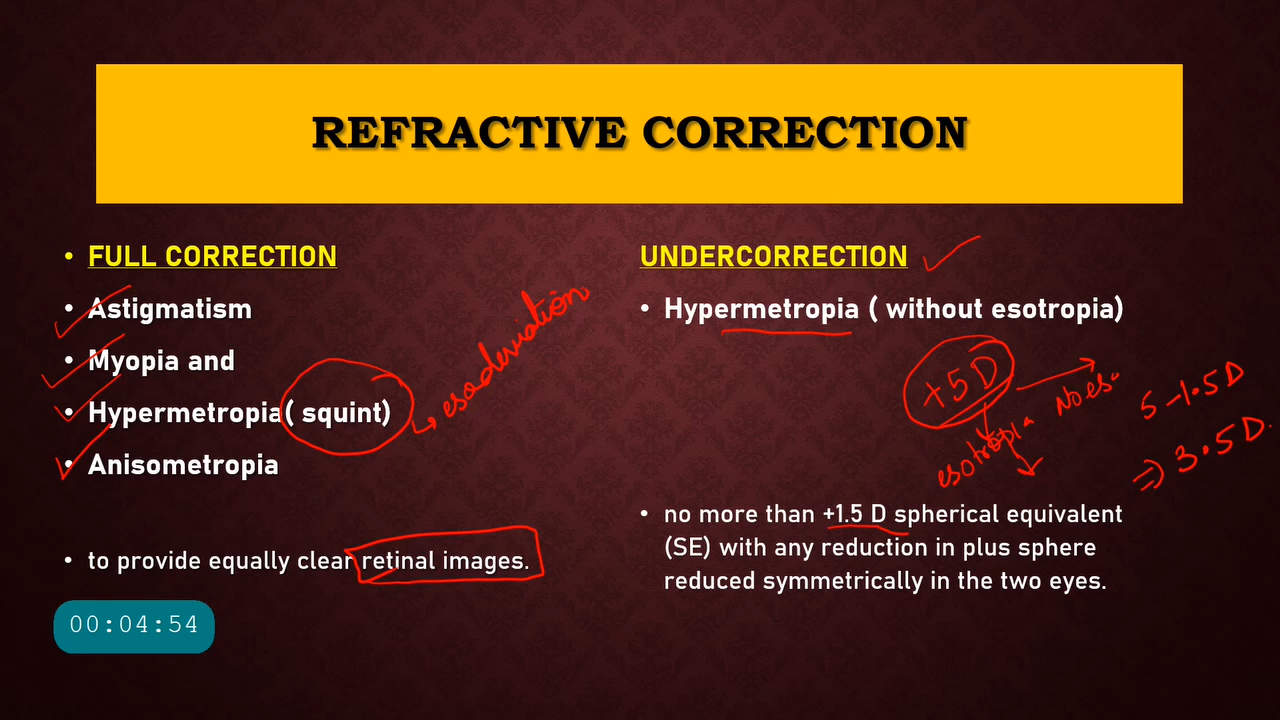 REFRACTIVE CORRECTION
• FULL CORRECTION
• Astigmatism
• Myopia and
• Hypermetropia( squint)
• Anisometropia
• to provide equally clear retinal images.
esodeviation
00:04:54
UNDERCORRECTION
• Hypermetropia ( without esotropia)
+5D
esotropia
No eso
5 -1.5D
⇒ 3.5D
• no more than +1.5 D spherical equivalent
(SE) with any reduction in plus sphere
reduced symmetrically in the two eyes.